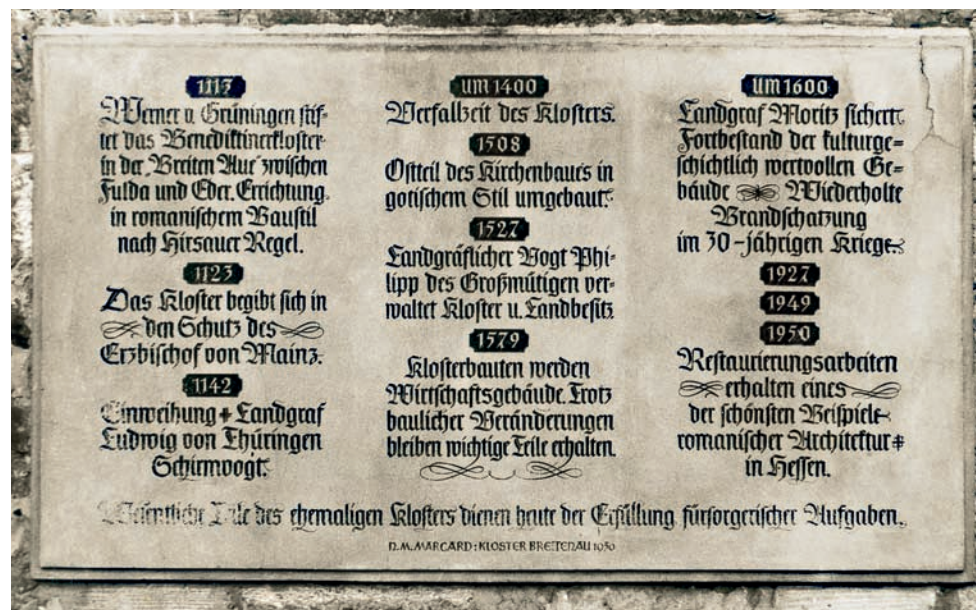 1113
Werner v. Grüningen stif-
tet das Benediktinerkloster
in der „Breiten Aue" zwischen
Fulda und Eder. Errichtung
in romanischem Baustil
nach Hirsauer Regel.
1123
Das Kloster begibt sich in
den Schutz des
Erzbischof von Mainz.
1142
Einweihung + Landgraf
Ludwig von Thüringen
Schirmvogt.
um 1400
Verfallzeit des Klosters.
1508
Ostteil des Kirchenbaues in
gotischem Stil umgebaut.
1527
Landgräflicher Vogt Phi-
lipp des Großmütigen ver-
waltet Kloster u. Landbesitz
1579
Klosterbauten werden
Wirtschaftsgebäude. Trotz
baulicher Veränderungen
bleiben wichtige Teile erhalten.
um 1600
Landgraf Moritz sichert
Fortbestand der kulturge=
schichtlich wertvollen Ge=
bäude Wiederholte
Brandschatzung
im 30-jährigen Kriege
1927
1949
1950
Restaurierungsarbeiten
erhalten eines
der schönsten Beispiele
romanischer Architektur
in Hessen.
Wesentliche Teile des ehemaligen Klosters dienen heute der Erfüllung fürsorgerischer Aufgaben.
N.M. MARCARD: KLOSTER BREITENAU 1950